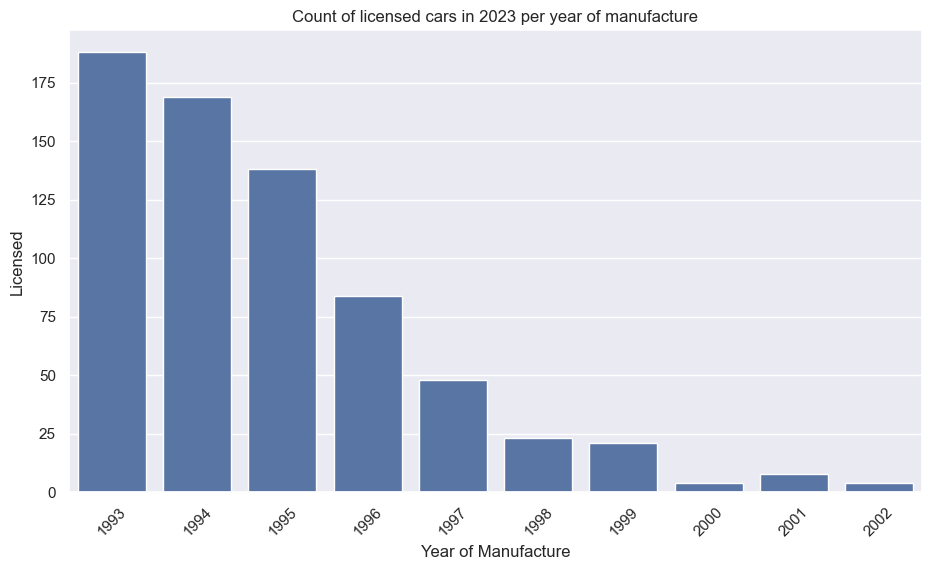 Count of licensed cars in 2023 per year of manufacture
Licensed
175
150
125
100
75
50
25
0
1993 1994 1995 1996 1997 1998 1999 2000 2001 2002
Year of Manufacture